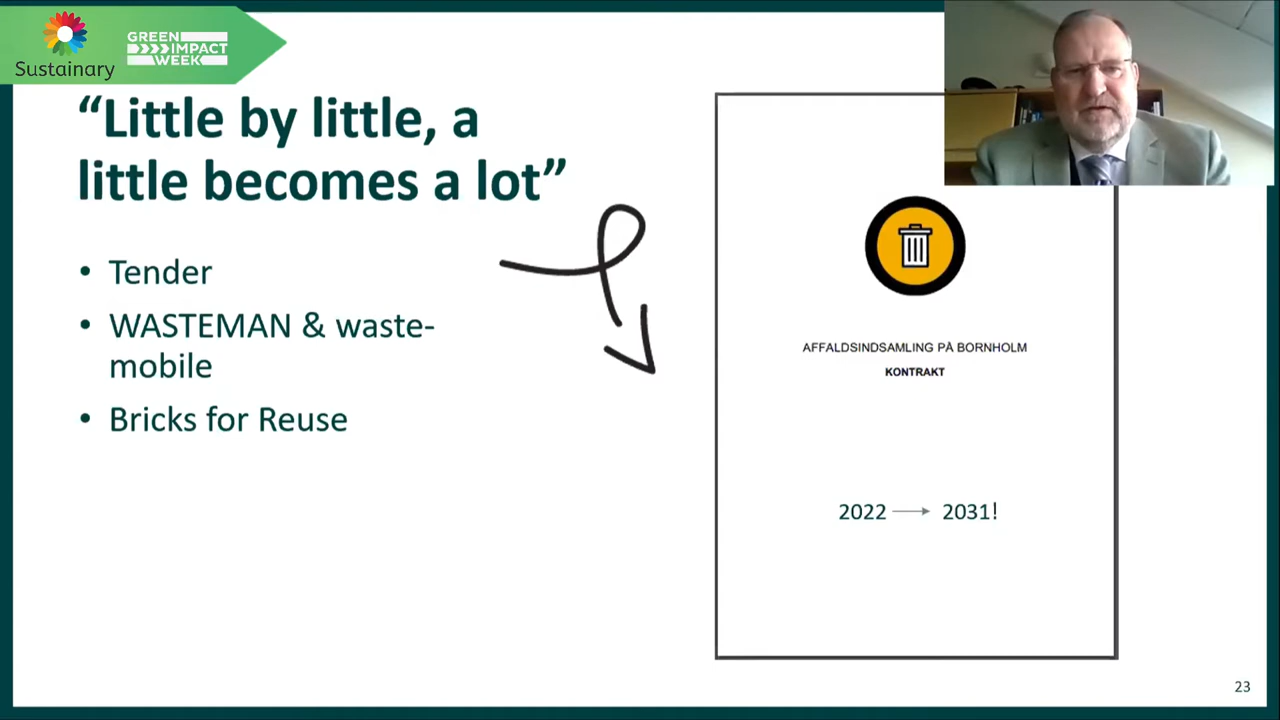 Sustainary
GREEN
IMPACT
WEEK
“Little by little, a
little becomes a lot”
• Tender
• WASTEMAN & waste-
mobile
• Bricks for Reuse
AFFALDSINDSAMLING PÅ BORNHOLM
KONTRAKT
2022 → 2031!
23